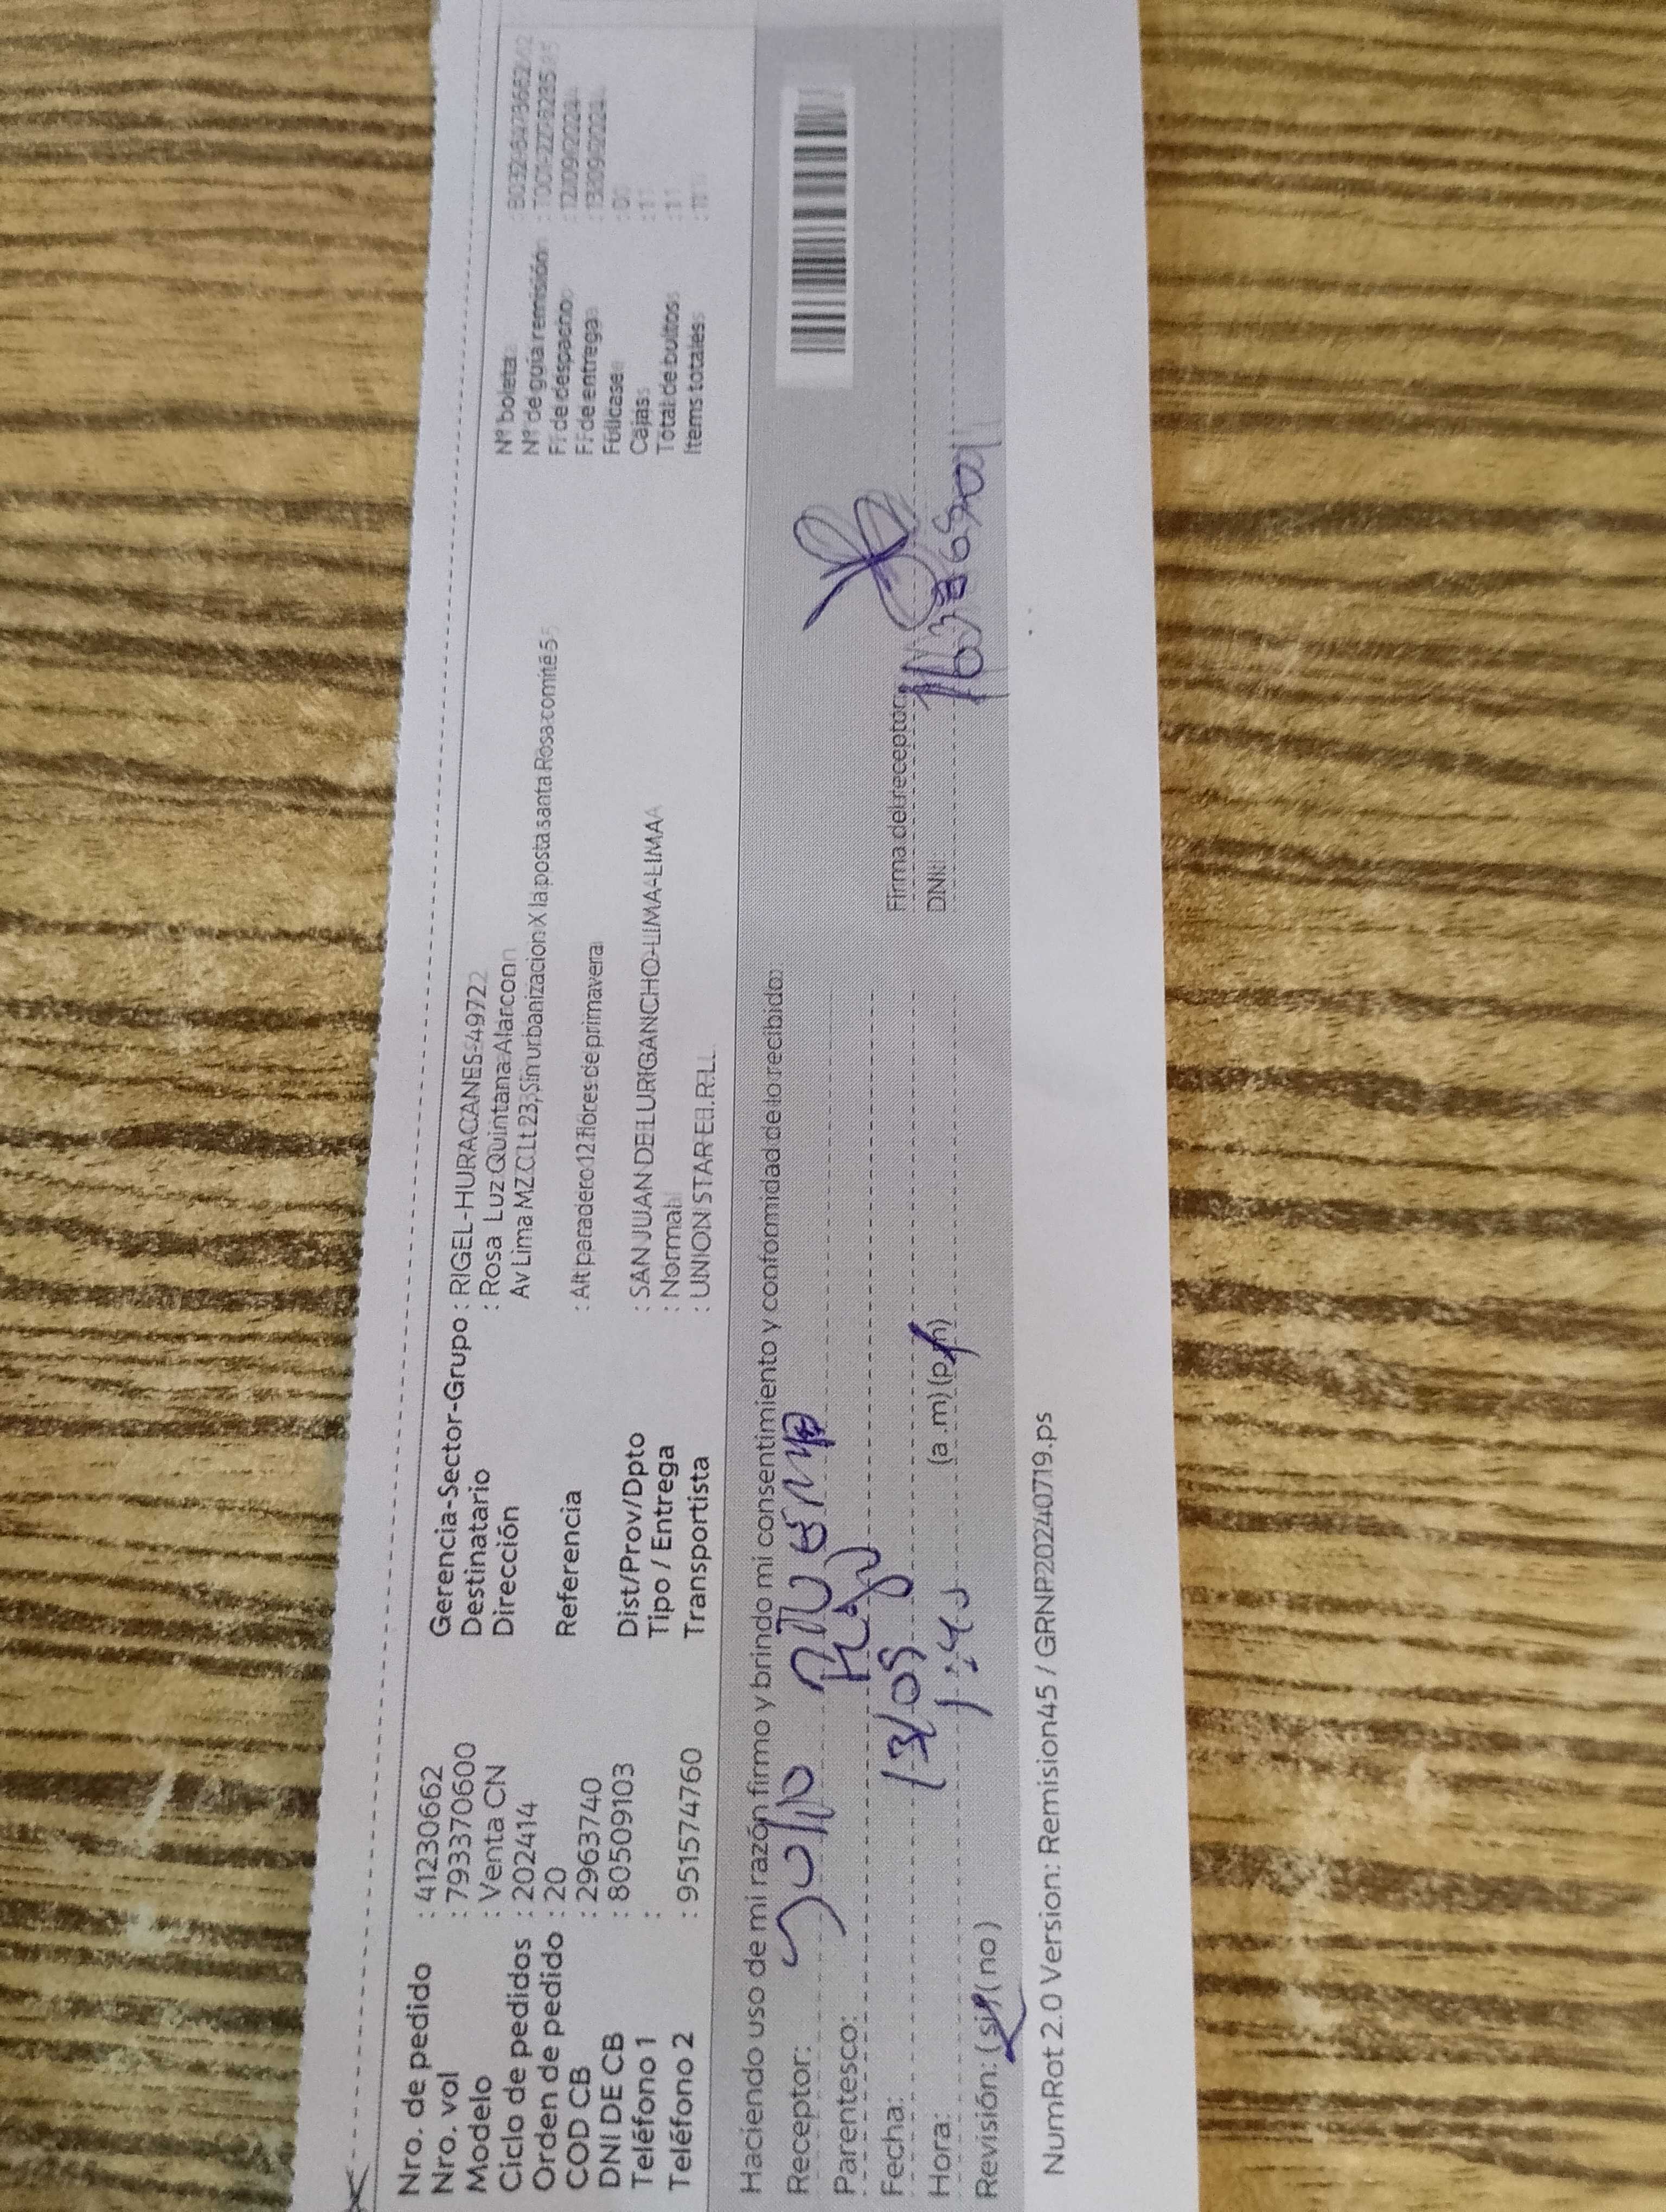 Nro. de pedido : 41230662
Nro. vol : 79337070600
Modelo : Venta CN
Ciclo de pedidos : 202414
Orden de pedido : 20
COD CB : 2963740
DNI DE CB : 80509103
Teléfono 1 :
Teléfono 2 : 951574760
Gerencia-Sector-Grupo : RIGEL-HURACANES-4972
Destinatario : Rosa Luz Quintana Alarcon
Dirección Av Lima MZ C Lt 23, Sin urbanizacion X la posta santa Rosa comité 5
Referencia : Alt paradero 12 flores de primavera
Dist/Prov/Dpto : SAN JUAN DE LURIGANCHO-LIMA-LIMA
Tipo / Entrega : Normal
Transportista : UNION STAR E.I.R.L.
Nº boleta
Nº de guía remisión
F. de despacho : 12/09/2024
F. de entrega : 13/09/2024
Fullcase : 0
Cajas : 1
Total de bultos : 1
Items totales
Haciendo uso de mi razón firmo y brindo mi consentimiento y conformidad de lo recibido:
Receptor: Julio
Parentesco:
Fecha:
Hora: (a .m) (p.m)
Revisión: (si) (no)
Firma del receptor:
DNI:
NumRot 2.0 Version: Remision45 / GRNP20240719.ps